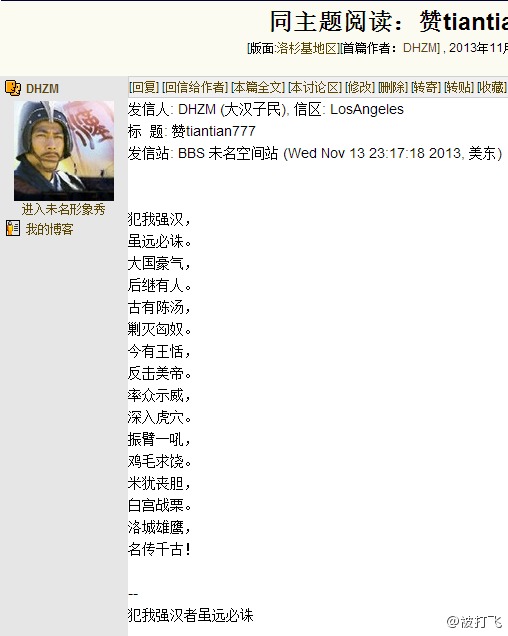 同主题阅读：赞tiantia
[版面:洛杉基地区][首篇作者：DHZM] , 2013年11月
DHZM
进入未名形象秀
我的博客
[回复] [回信给作者] [本篇全文] [本讨论区] [修改] [删除] [转寄] [转贴] [收藏]
发信人: DHZM (大汉子民), 信区: LosAngeles
标 题: 赞tiantian777
发信站: BBS 未名空间站 (Wed Nov 13 23:17:18 2013, 美东)
犯我强汉，
虽远必诛。
大国豪气，
后继有人。
古有陈汤，
剿灭匈奴。
今有王恬，
反击美帝。
率众示威，
深入虎穴。
振臂一吼，
鸡毛求饶。
米犹丧胆，
白宫战栗。
洛城雄鹰，
名传千古！
--
犯我强汉者虽远必诛
@被打飞